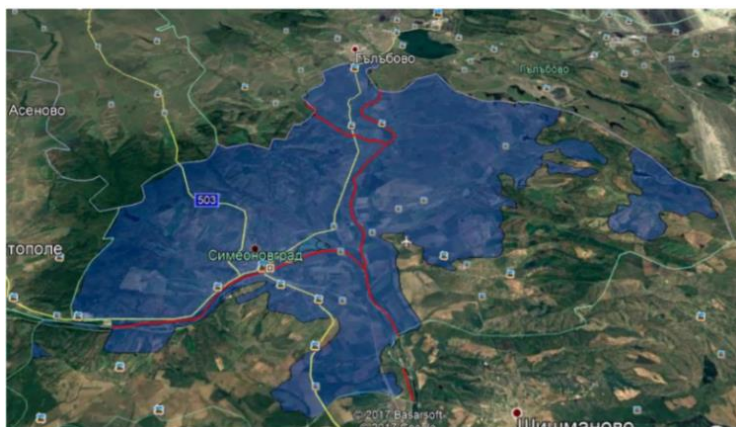 Гълъбово
Гълъбово
Асеново
503
тополе
Симеоновград
© 2017 Basarsoft
Шишманово